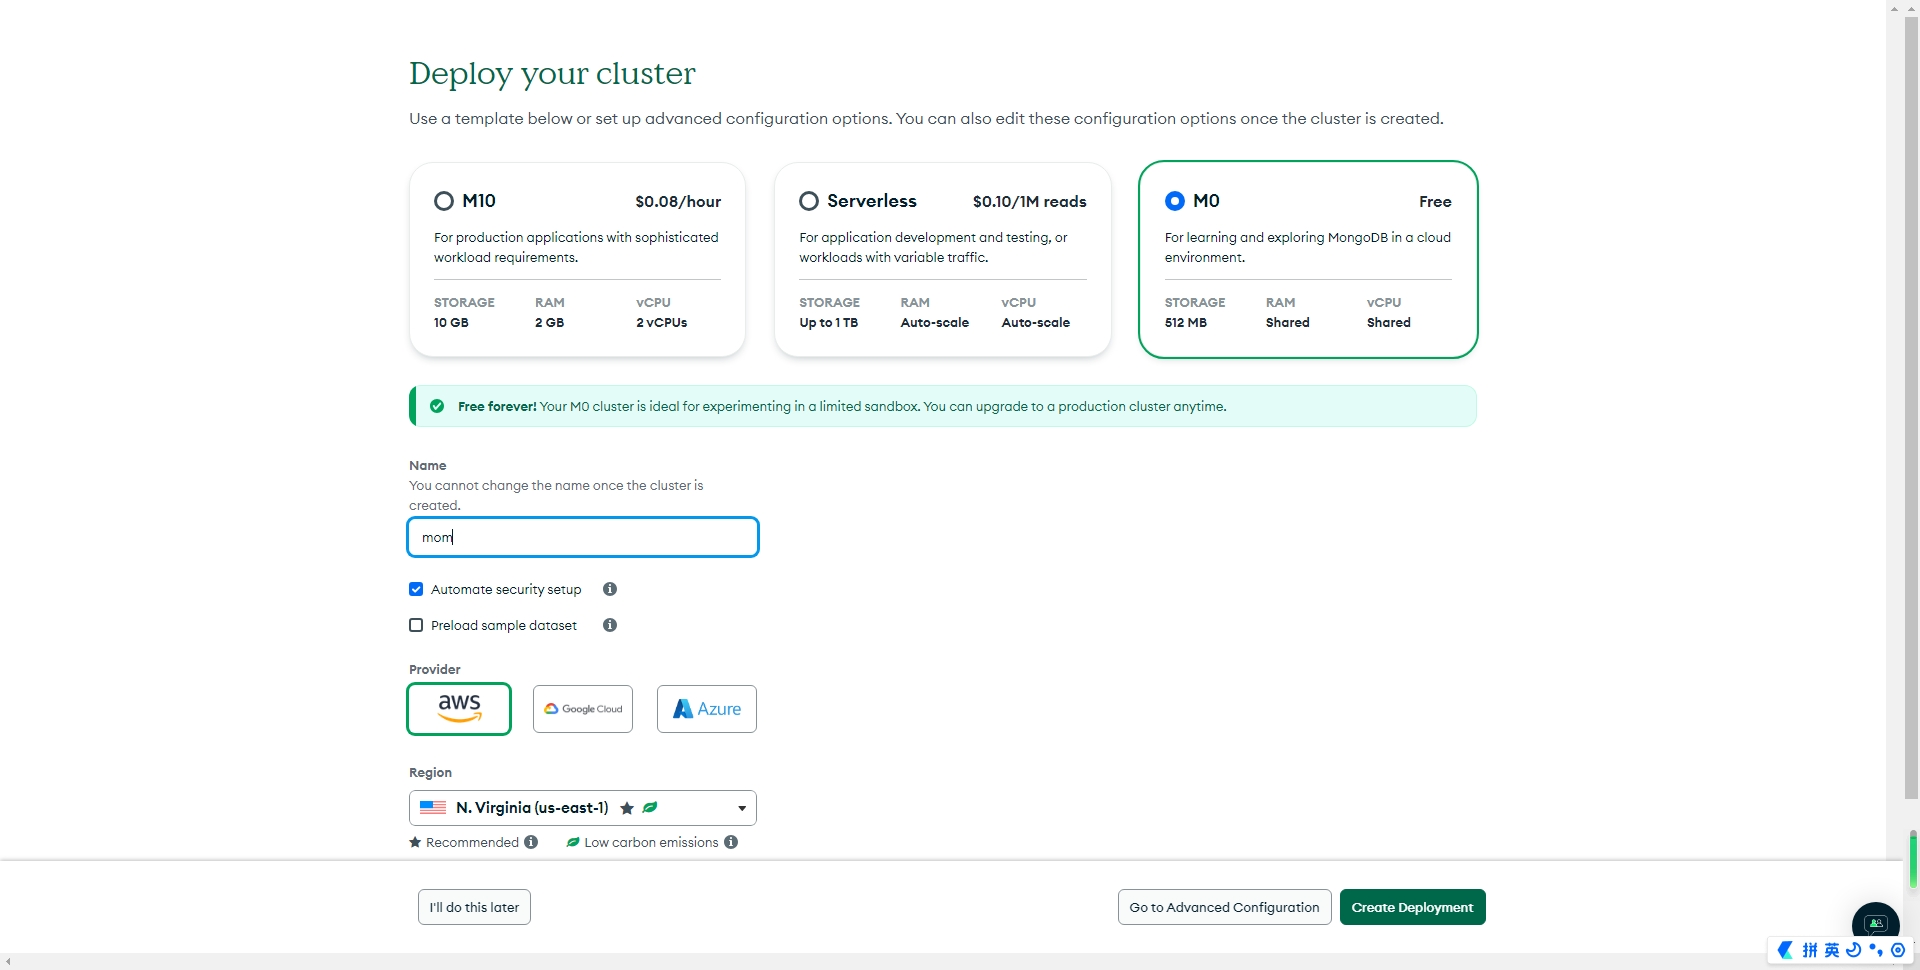 Deploy your cluster
Use a template below or set up advanced configuration options. You can also edit these configuration options once the cluster is created.
M10 $0.08/hour
For production applications with sophisticated
workload requirements.
STORAGE RAM vCPU
10 GB 2 GB 2 vCPUs
Serverless $0.10/1M reads
For application development and testing, or
workloads with variable traffic.
STORAGE RAM vCPU
Up to 1 TB Auto-scale Auto-scale
M0 Free
For learning and exploring MongoDB in a cloud
environment.
STORAGE RAM vCPU
512 MB Shared Shared
Free forever! Your M0 cluster is ideal for experimenting in a limited sandbox. You can upgrade to a production cluster anytime.
Name
You cannot change the name once the cluster is
created.
mom
Automate security setup
Preload sample dataset
Provider
aws Google Cloud Azure
Region
N. Virginia (us-east-1)
Recommended Low carbon emissions
I'll do this later Go to Advanced Configuration Create Deployment
拼 英